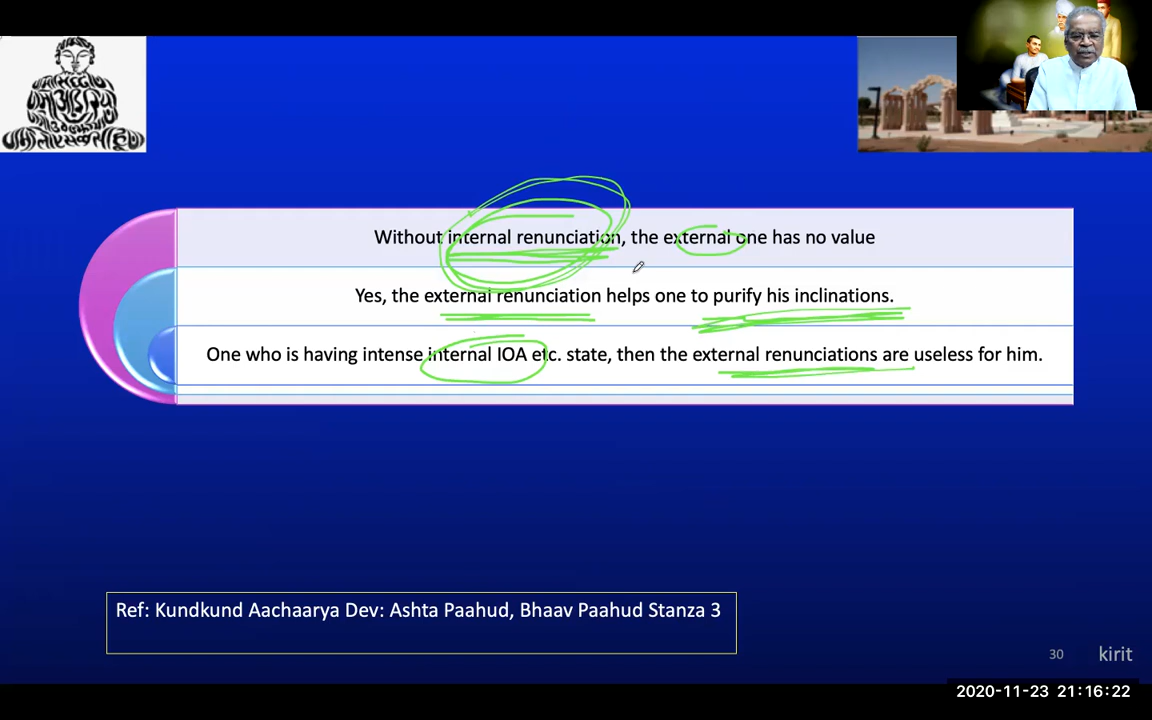 Without internal renunciation, the external one has no value
Yes, the external renunciation helps one to purify his inclinations.
One who is having intense internal IOA etc. state, then the external renunciations are useless for him.
Ref: Kundkund Aachaarya Dev: Ashta Paahud, Bhaav Paahud Stanza 3
30
kirit
2020-11-23 21:16:22